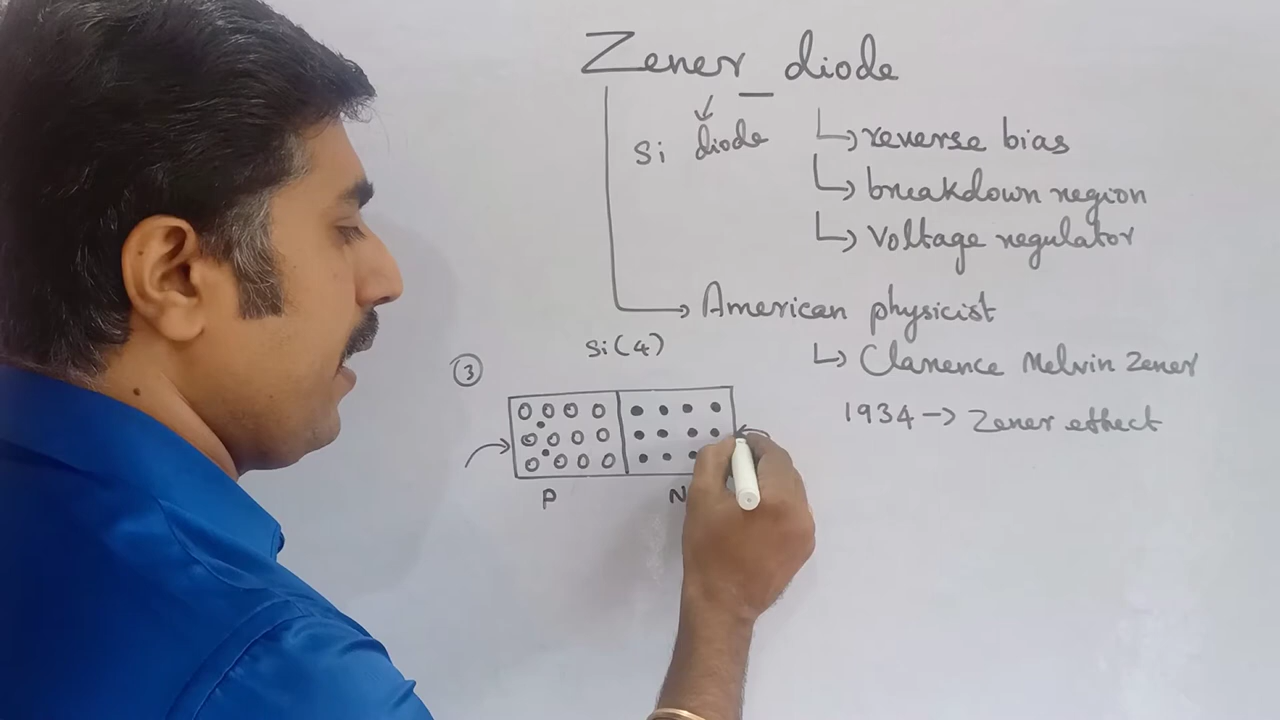 Zener diode
Si diode
reverse bias
breakdown region
Voltage regulator
American physicist
Clarence Melvin Zener
1934 → Zener effect
Si (4)
3
P
N